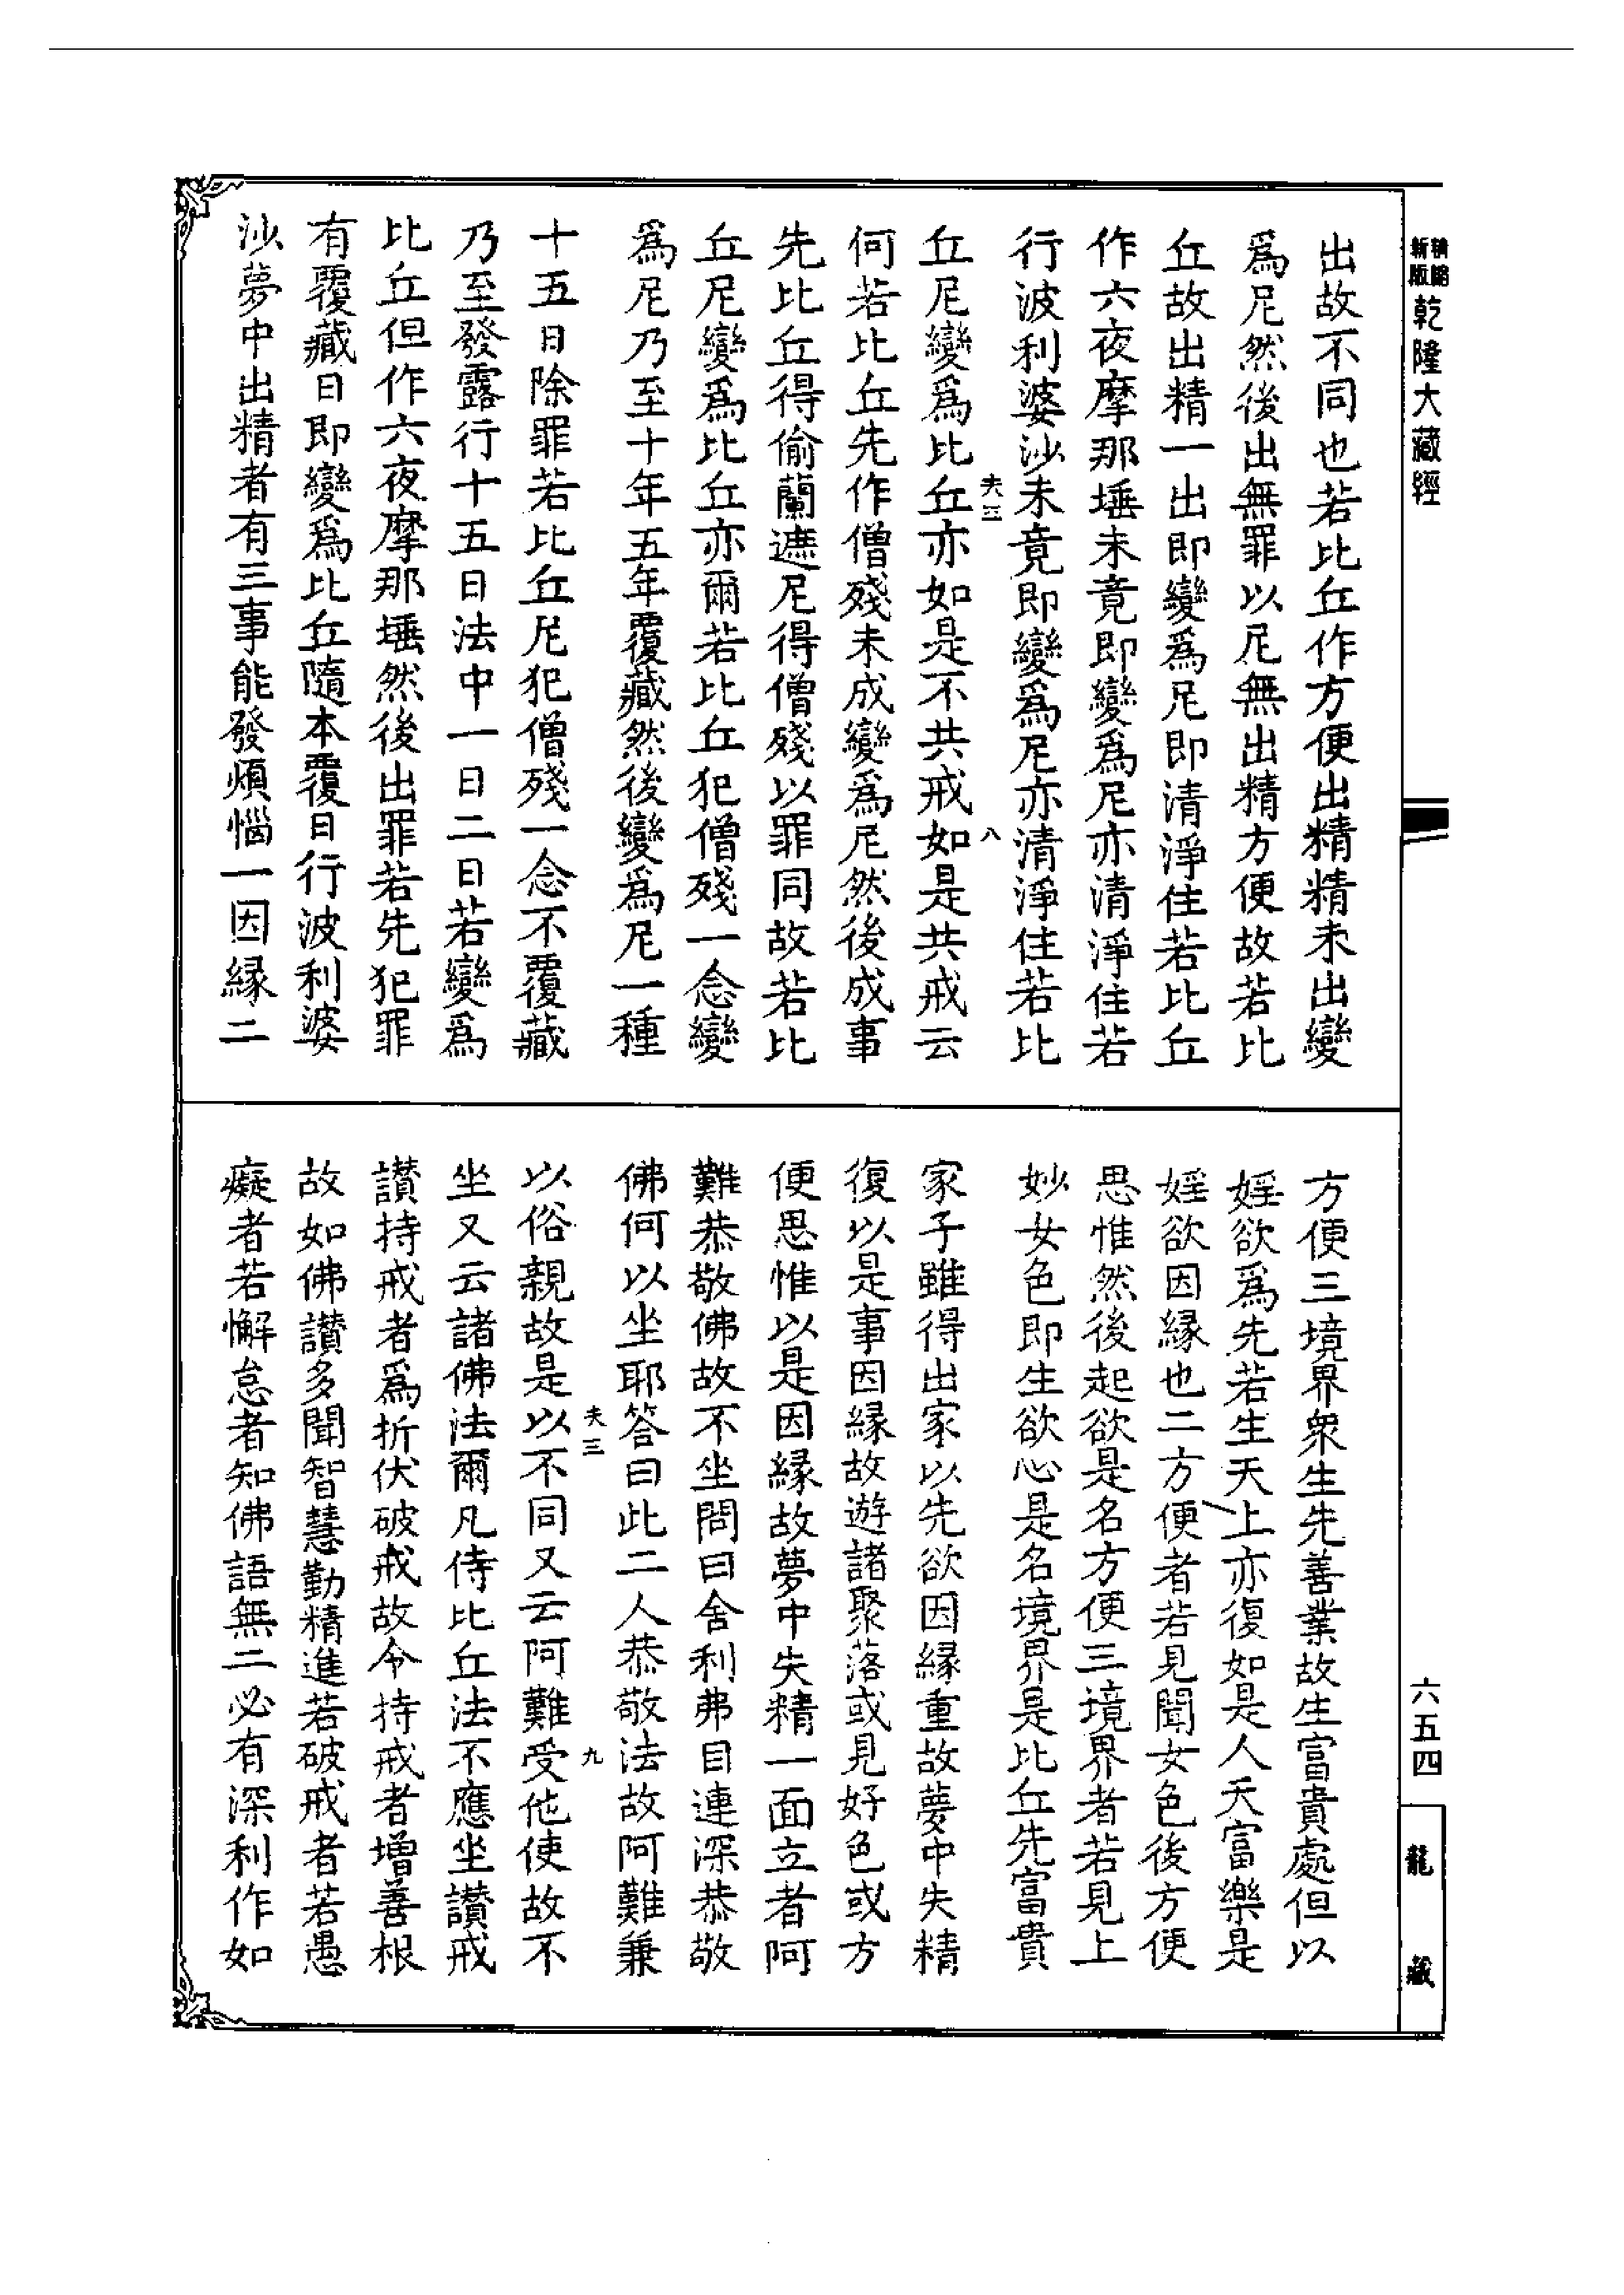 精縮
新版
乾隆大藏經
六五四
龍藏
出故不同也若比丘作方便出精精未出變
爲尼然後出無罪以尼無出精方便故若比
丘故出精一出即變爲尼即清淨住若比丘
作六夜摩那埵未竟即變爲尼亦清淨住若
行波利婆沙未竟即變爲尼亦清淨住若比
夫三
八
丘尼變爲比丘亦如是不共戒如是共戒云
何若比丘先作僧殘未成變爲尼然後成事
先比丘得偷蘭遮尼得僧殘以罪同故若比
丘尼變爲比丘亦爾若比丘犯僧殘一念變
爲尼乃至十年五年覆藏然後變爲尼一種
十五日除罪若比丘尼犯僧殘一念不覆藏
乃至發露行十五日法中一日二日若變爲
比丘但作六夜摩那埵然後出罪若先犯罪
有覆藏日即變爲比丘隨本覆日行波利婆
沙夢中出精者有三事能發煩惱一因緣二
方便三境界衆生先善業故生富貴處但以
婬欲爲先若生天上亦復如是人天富樂是
婬欲因緣也二方便者若見聞女色後方便
思惟然後起欲是名方便三境界者若見上
妙女色即生欲心是名境界是比丘先富貴
家子雖得出家以先欲因緣重故夢中失精
復以是事因緣故遊諸聚落或見好色或方
便思惟以是因緣故夢中失精一面立者阿
難恭敬佛故不坐問曰舍利弗目連深恭敬
佛何以坐耶答曰此二人恭敬法故阿難兼
夫三
九
以俗親故是以不同又云阿難受他使故不
坐又云諸佛法爾凡侍比丘法不應坐讚戒
讚持戒者爲折伏破戒故令持戒者增善根
故如佛讚多聞智慧勤精進若破戒者若愚
癡者若懈怠者知佛語無二必有深利作如